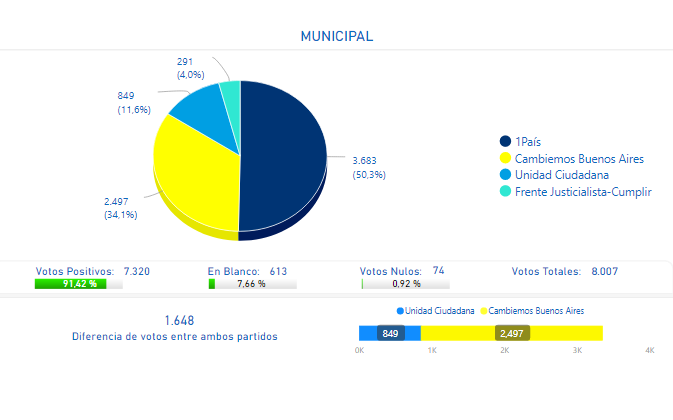 MUNICIPAL
291
(4,0%)
849
(11,6%)
3.683
(50,3%)
2.497
(34,1%)
1País
Cambiemos Buenos Aires
Unidad Ciudadana
Frente Justicialista-Cumplir
Votos Positivos: 7.320
91,42 %
En Blanco: 613
7,66 %
Votos Nulos: 74
0,92 %
Votos Totales: 8.007
1.648
Diferencia de votos entre ambos partidos
Unidad Ciudadana Cambiemos Buenos Aires
849 2,497
0K 1K 2K 3K 4K